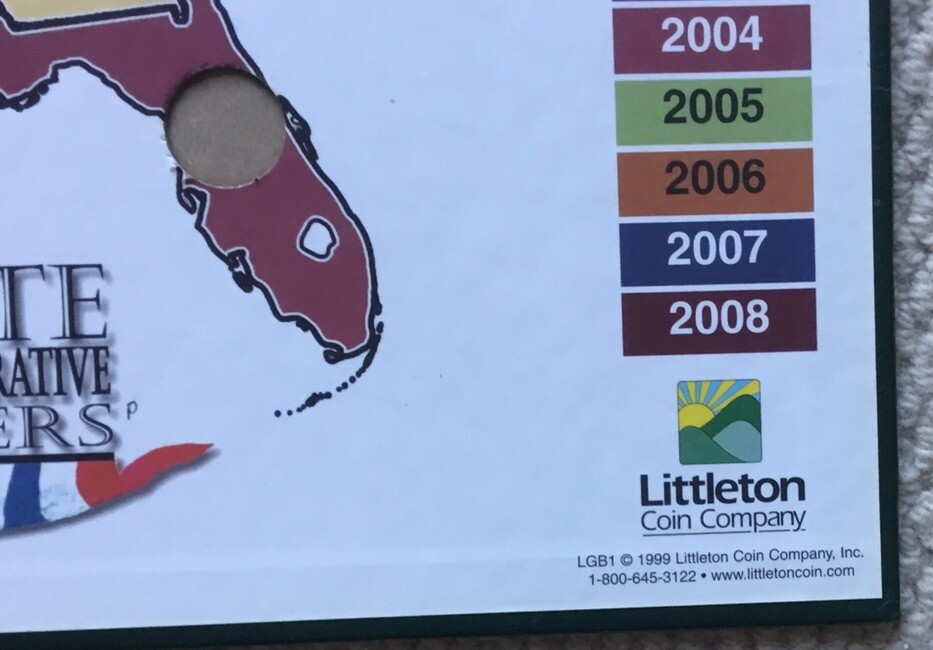 2004
2005
2006
2007
2008
TE
RATIVE
ERS
P
Littleton
Coin Company
LGB1 © 1999 Littleton Coin Company, Inc.
1-800-645-3122 • www.littletoncoin.com